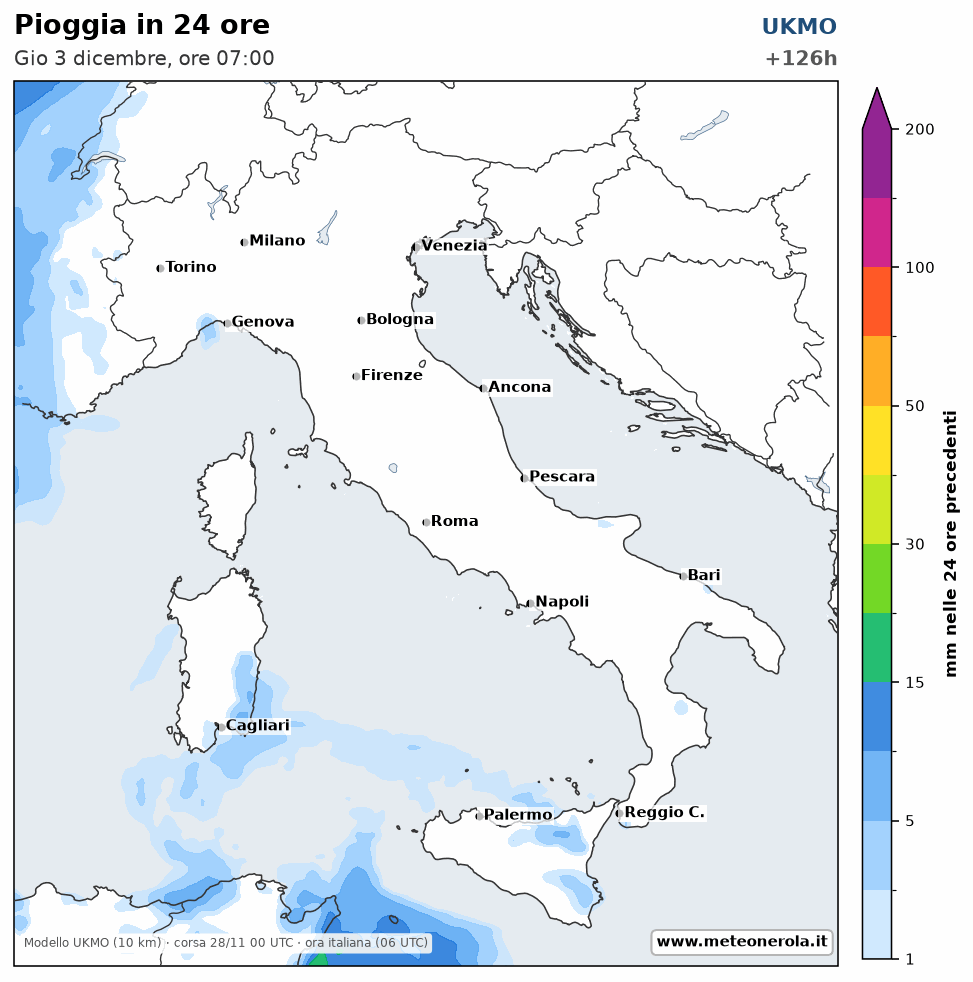 Pioggia in 24 ore
UKMO
Gio 3 dicembre, ore 07:00
+126h
200
100
50
30
15
5
1
mm nelle 24 ore precedenti
Milano
Venezia
Torino
Genova
Bologna
Firenze
Ancona
Pescara
Roma
Bari
Napoli
Cagliari
Palermo
Reggio C.
Modello UKMO (10 km) · corsa 28/11 00 UTC · ora italiana (06 UTC)
www.meteonerola.it